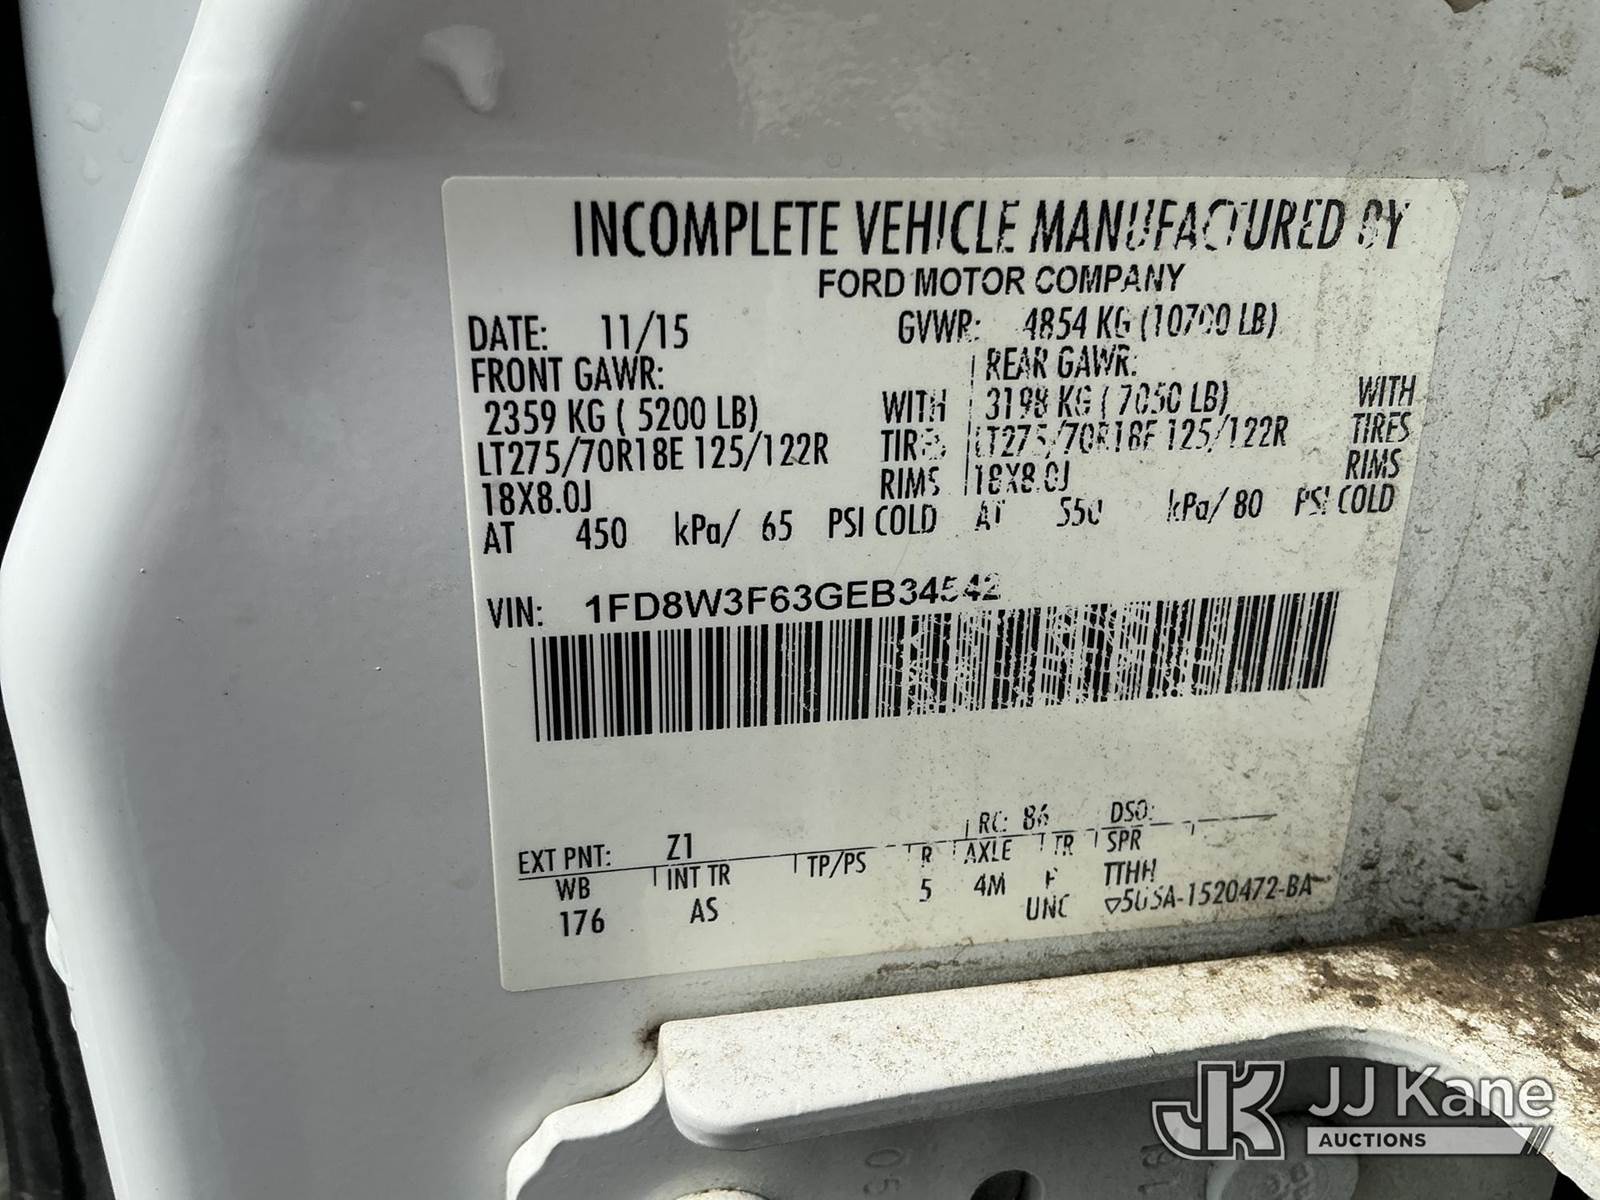 INCOMPLETE VEHICLE MANUFACTURED BY
FORD MOTOR COMPANY
DATE: 11/15 GVWR: 4854 KG (10700 LB)
FRONT GAWR: REAR GAWR:
2359 KG ( 5200 LB) WITH 3198 KG ( 7050 LB) WITH
LT275/70R18E 125/122R TIRES LT275/70R18E 125/122R TIRES
18X8.0J RIMS 18X8.0J RIMS
AT 450 kPa/ 65 PSI COLD AT 550 kPa/ 80 PSI COLD
VIN: 1FD8W3F63GEB34542
EXT PNT: Z1 RC: 86 DSO:
WB INT TR TP/PS R AXLE TR SPR
176 AS 5 4M TTHH
UNC
JK JJ Kane
AUCTIONS